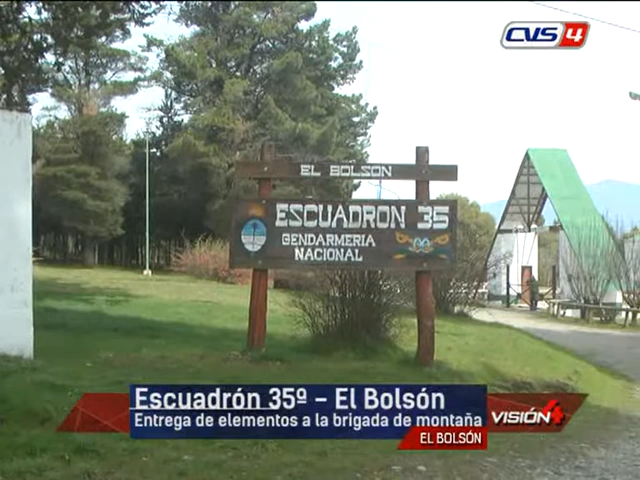 CVS 4
EL BOLSON
ESCUADRON 35
GENDARMERIA
NACIONAL
Escuadrón 35º – El Bolsón
Entrega de elementos a la brigada de montaña
VISIÓN 4
EL BOLSÓN